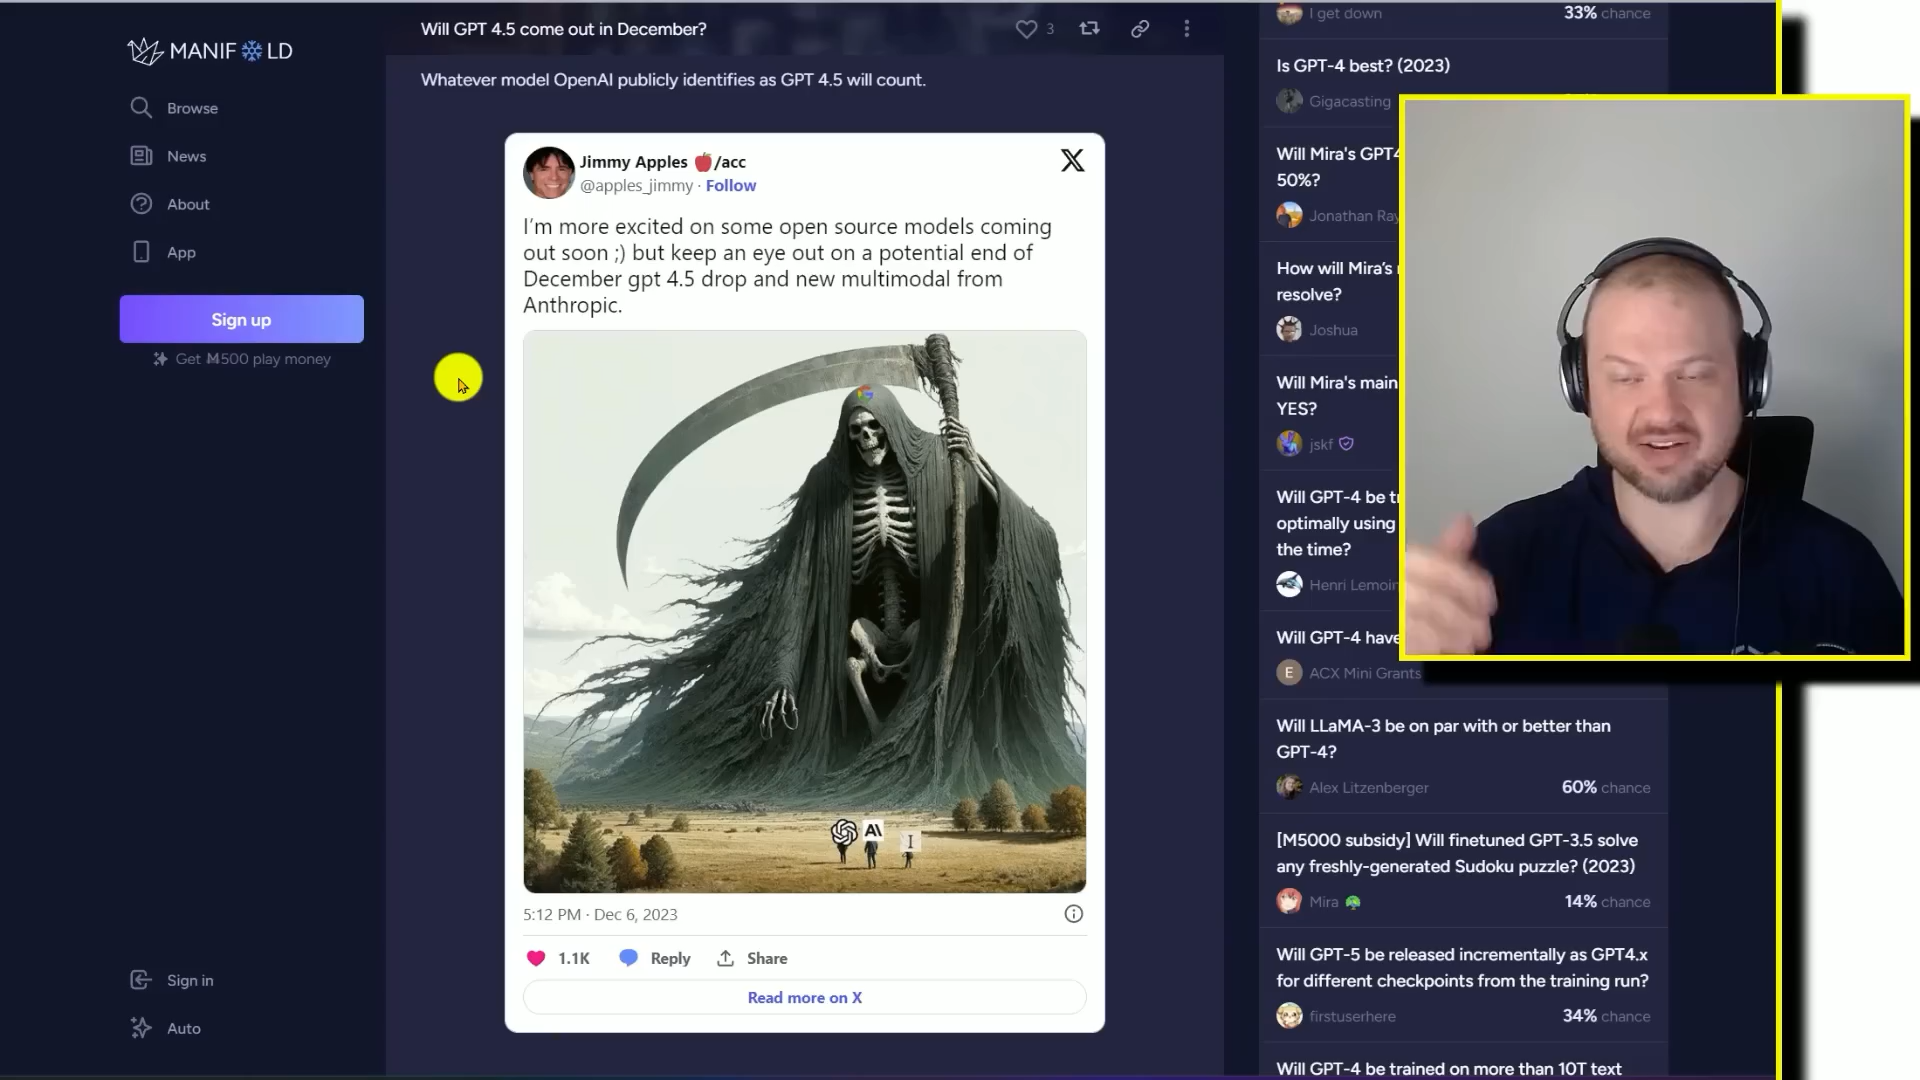 MANIF LD
Browse
News
About
App
Sign up
Get M500 play money
Sign in
Auto
Will GPT 4.5 come out in December?
3
Whatever model OpenAI publicly identifies as GPT 4.5 will count.
Jimmy Apples 🍎/acc
@apples_jimmy · Follow
I'm more excited on some open source models coming
out soon ;) but keep an eye out on a potential end of
December gpt 4.5 drop and new multimodal from
Anthropic.
G
AI
I
5:12 PM · Dec 6, 2023
1.1K
Reply
Share
Read more on X
I get down
33% chance
Is GPT-4 best? (2023)
Gigacasting
Will Mira's GPT4
50%?
Jonathan Ray
How will Mira's
resolve?
Joshua
Will Mira's main
YES?
jskf
Will GPT-4 be
optimally using
the time?
Henri Lemoin
Will GPT-4 have
E ACX Mini Grants
Will LLaMA-3 be on par with or better than
GPT-4?
Alex Litzenberger
60% chance
[M5000 subsidy] Will finetuned GPT-3.5 solve
any freshly-generated Sudoku puzzle? (2023)
Mira
14% chance
Will GPT-5 be released incrementally as GPT4.x
for different checkpoints from the training run?
firstuserhere
34% chance
Will GPT-4 be trained on more than 10T text